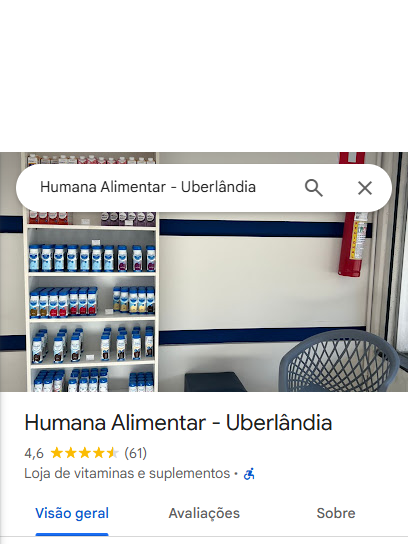 Humana Alimentar - Uberlândia
Humana Alimentar - Uberlândia
4,6 (61)
Loja de vitaminas e suplementos ·
Visão geral Avaliações Sobre